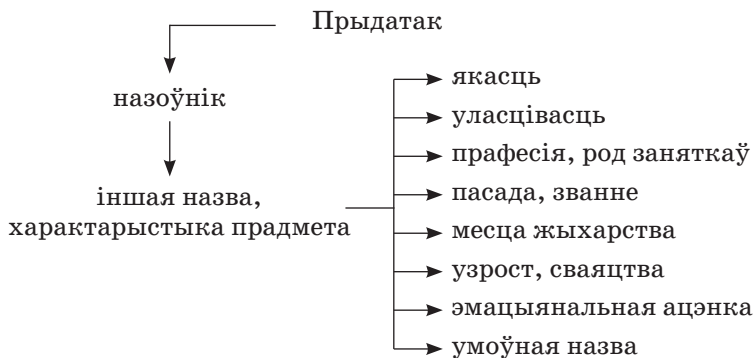 Прыдатак
назоўнік
іншая назва,
характарыстыка прадмета
якасць
уласцівасць
прафесія, род заняткаў
пасада, званне
месца жыхарства
узрост, сваяцтва
эмацыянальная ацэнка
умоўная назва